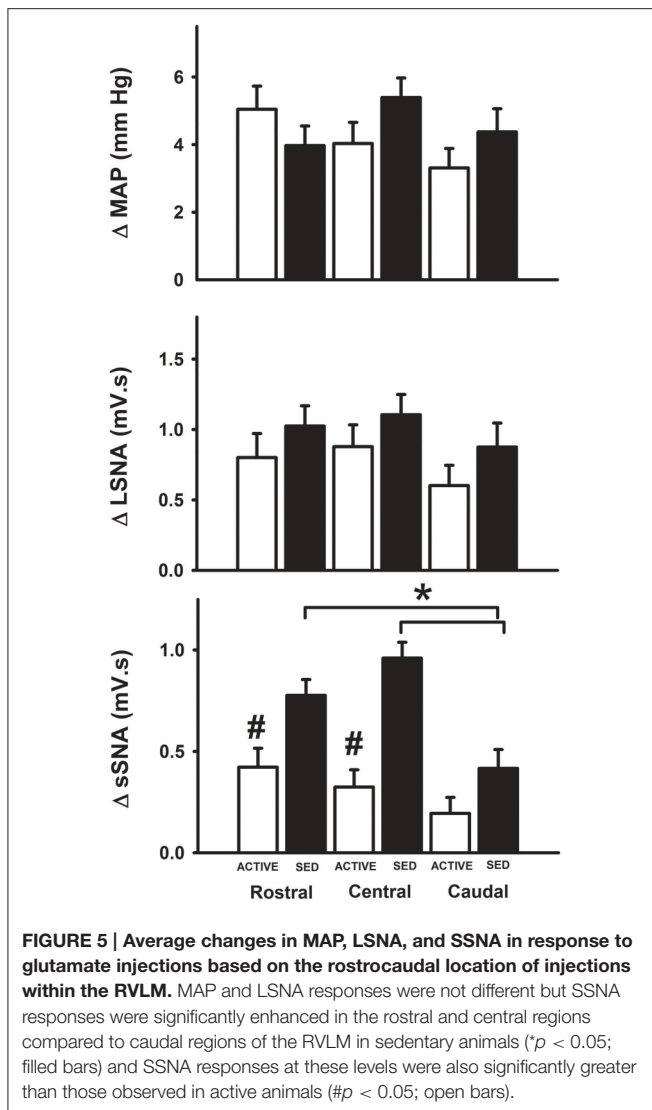 Δ MAP (mm Hg)
6
4
2
0
Δ LSNA (mV.s)
1.5
1.0
0.5
0.0
Δ sSNA (mV.s)
1.0
0.5
0.0
*
#
#
ACTIVE SED ACTIVE SED ACTIVE SED
Rostral Central Caudal
FIGURE 5 | Average changes in MAP, LSNA, and SSNA in response to
glutamate injections based on the rostrocaudal location of injections
within the RVLM. MAP and LSNA responses were not different but SSNA
responses were significantly enhanced in the rostral and central regions
compared to caudal regions of the RVLM in sedentary animals (*p < 0.05;
filled bars) and SSNA responses at these levels were also significantly greater
than those observed in active animals (#p < 0.05; open bars).